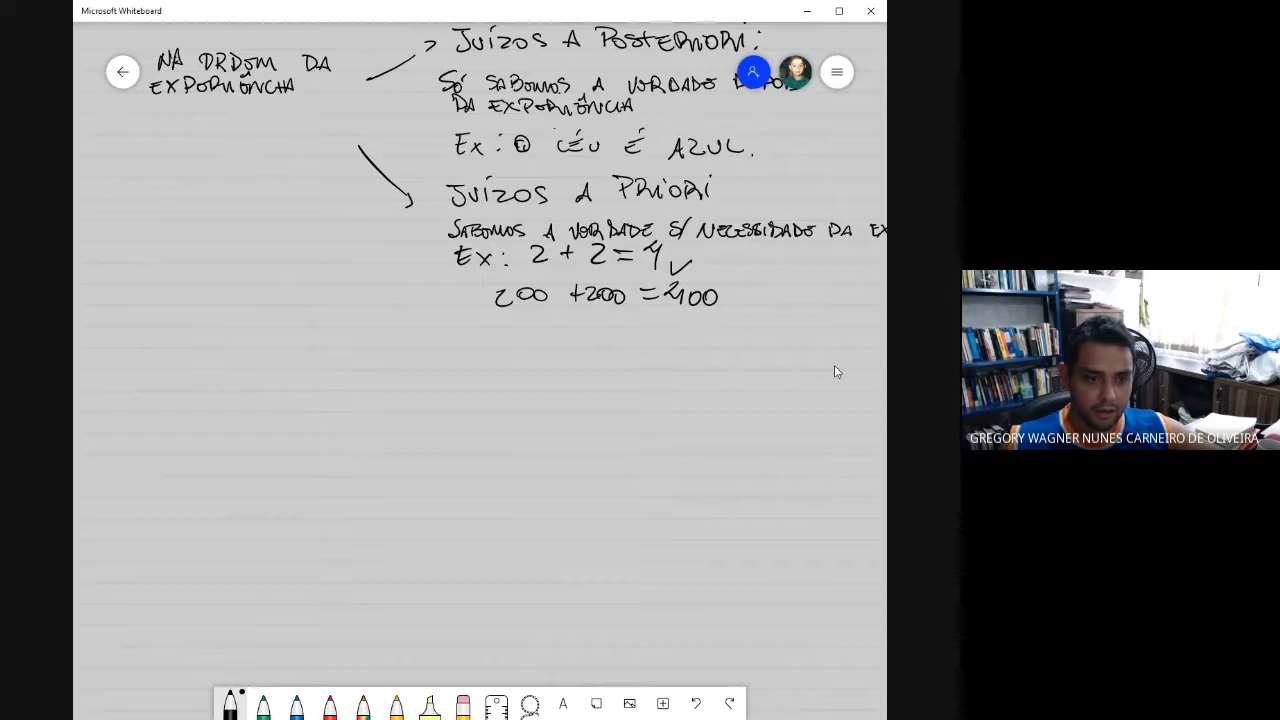 Microsoft Whiteboard
NA ORDEM DA
EXPERIÊNCIA
JUÍZOS A POSTERIORI:
SÓ SABEMOS A VERDADE
DA EXPERIÊNCIA
EX: O CÉU É AZUL.
JUÍZOS A PRIORI
SABEMOS A VERDADE S/ NECESSIDADE DA EX
EX: 2 + 2 = 4 ✓
200 +200 = 400
GREGORY WAGNER NUNES CARNEIRO DE OLIVEIRA
A